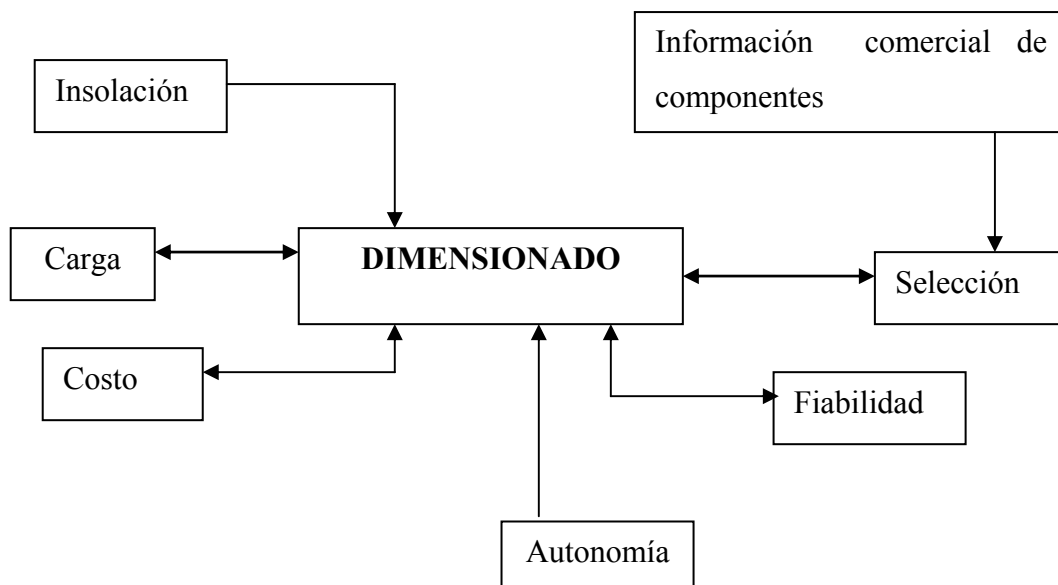 Información comercial de
componentes
Insolación
Carga
DIMENSIONADO
Selección
Costo
Fiabilidad
Autonomía